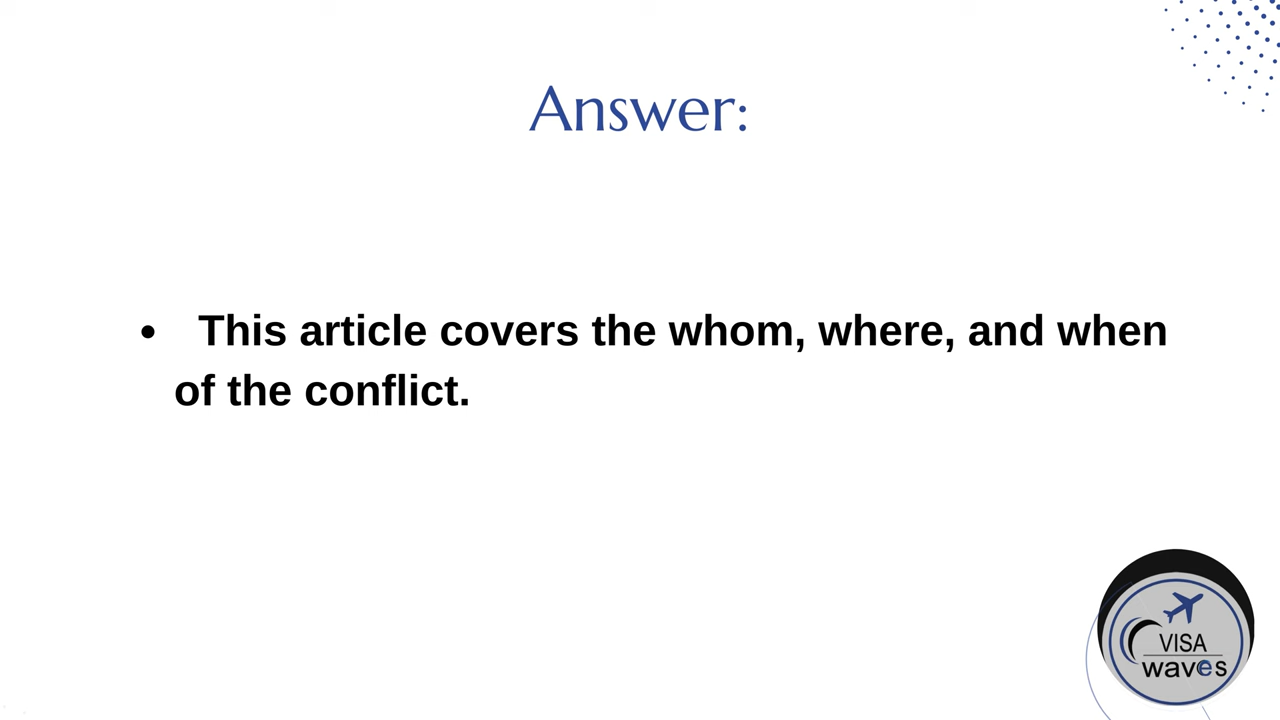 Answer:
• This article covers the whom, where, and when
of the conflict.
VISA
waves